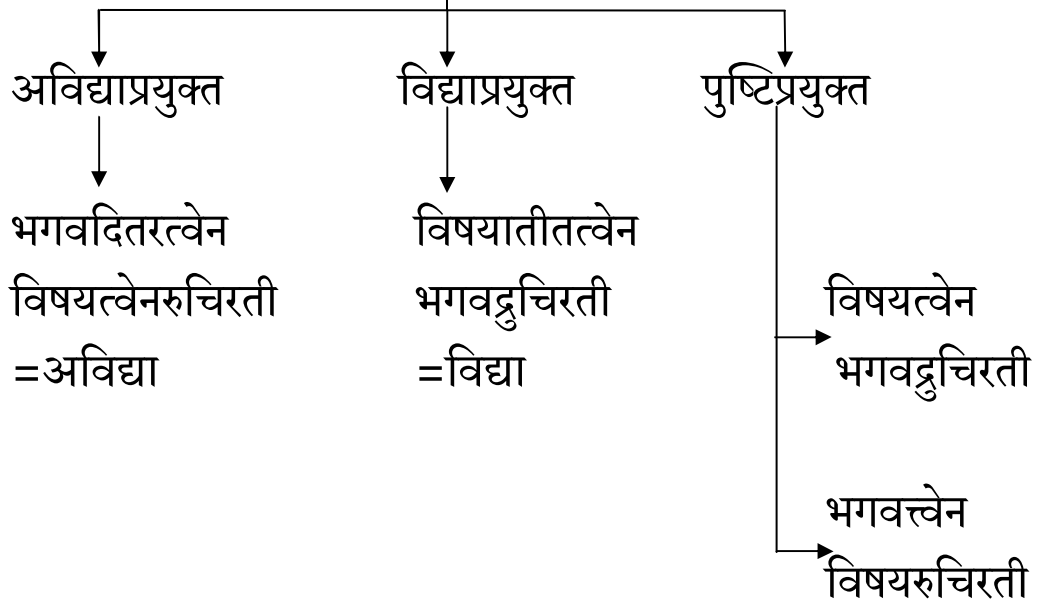 अविद्याप्रयुक्त
विद्याप्रयुक्त
पुष्टिप्रयुक्त
भगवदितरत्वेन
विषयत्वेनरुचिरती
=अविद्या
विषयातीतत्वेन
भगवद्रुचिरती
=विद्या
विषयत्वेन
भगवद्रुचिरती
भगवत्त्वेन
विषयरुचिरती